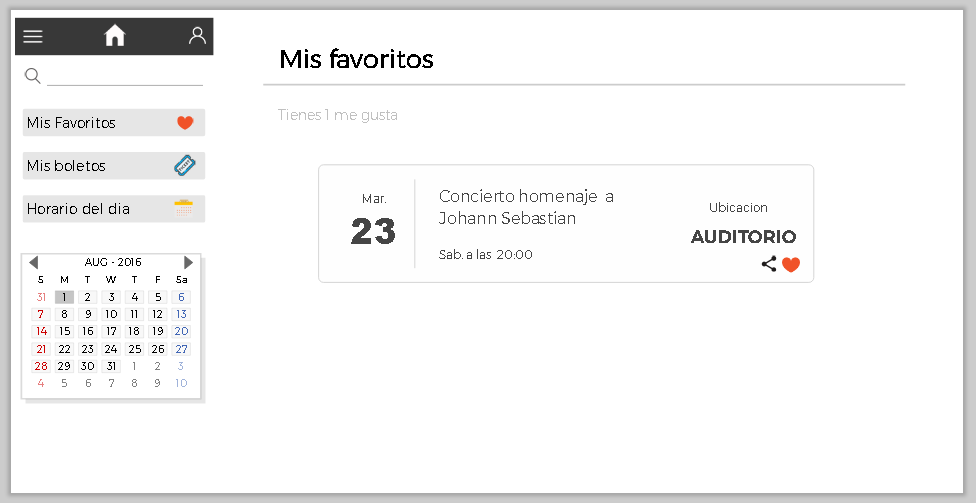 Mis favoritos
Tienes 1 me gusta
Mis Favoritos
Mis boletos
Horario del dia
AUG - 2016
S M T W T F Sa
31 1 2 3 4 5 6
7 8 9 10 11 12 13
14 15 16 17 18 19 20
21 22 23 24 25 26 27
28 29 30 31 1 2 3
4 5 6 7 8 9 10
Mar.
23
Concierto homenaje a
Johann Sebastian
Sab. a las 20:00
Ubicacion
AUDITORIO